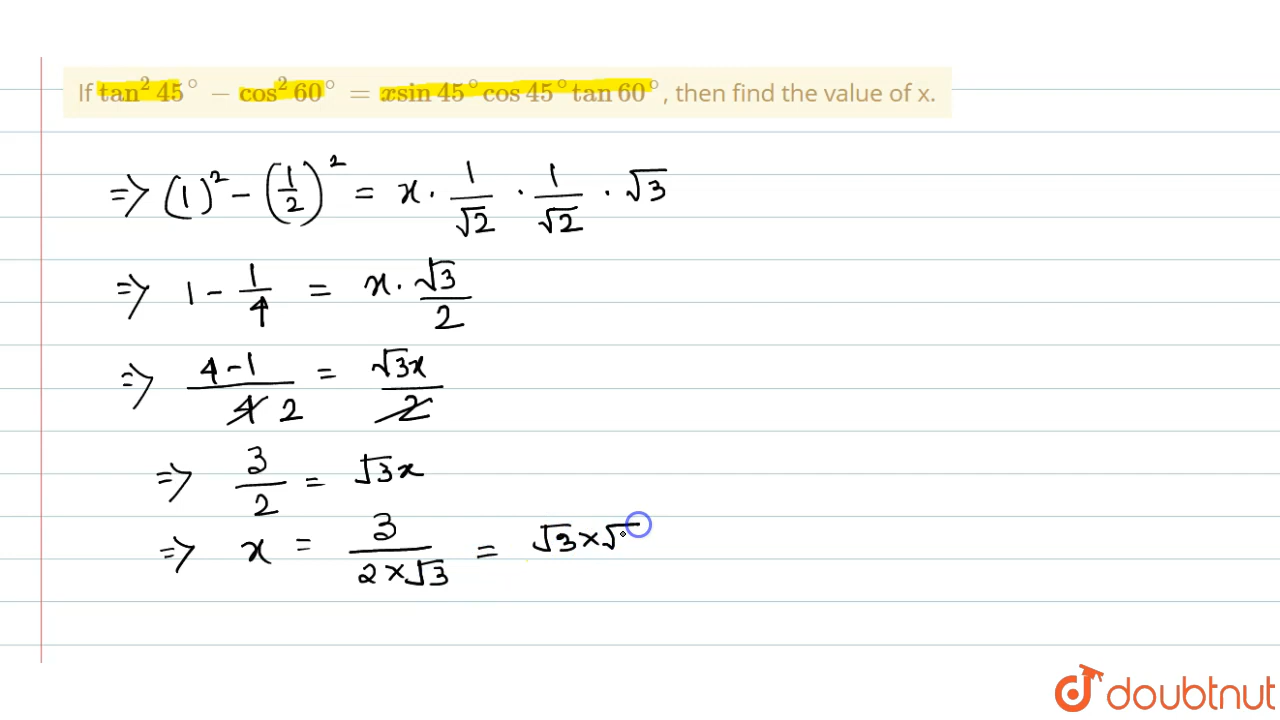 If tan² 45° − cos² 60° = xsin 45° cos 45° tan 60°, then find the value of x.
=> (1)² − (1/2)² = x · 1/√2 · 1/√2 · √3
=> 1 − 1/4 = x · √3/2
=> 4−1/4 2 = √3x/2
=> 3/2 = √3x
=> x = 3/2×√3 = √3×√
doubtnut